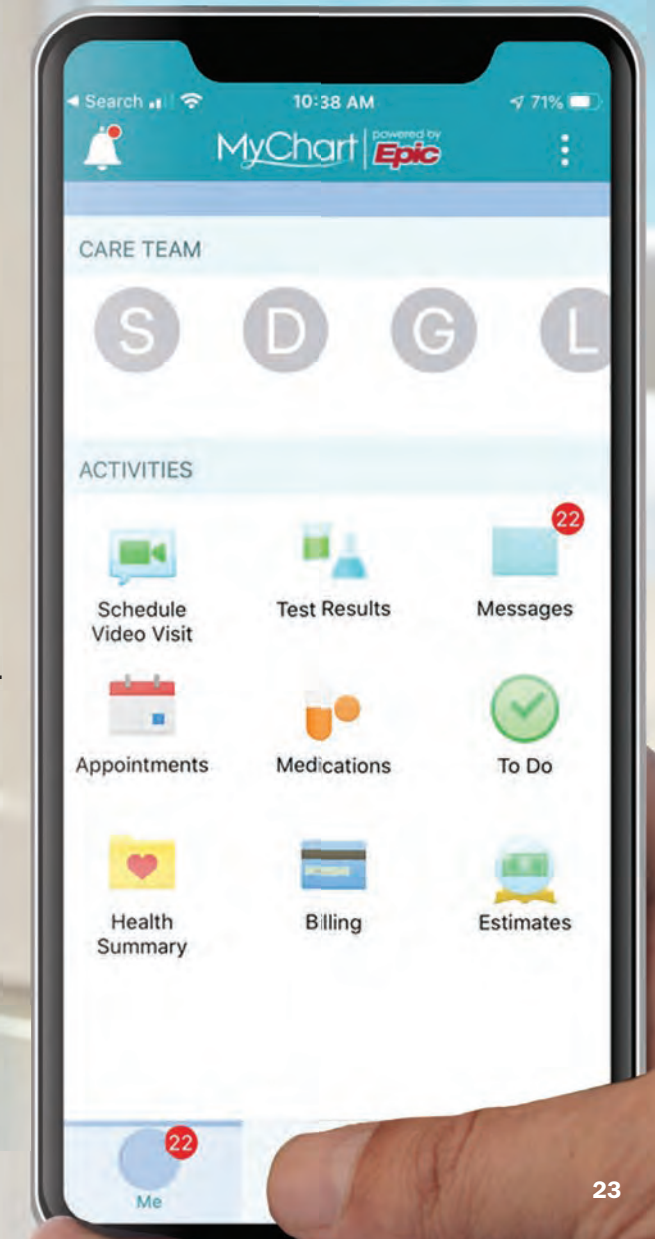 ◀ Search
10:38 AM
71%
MyChart | powered by Epic
CARE TEAM
S D G L
ACTIVITIES
22
Schedule Video Visit
Test Results
Messages
Appointments
Medications
To Do
Health Summary
Billing
Estimates
22
Me
23